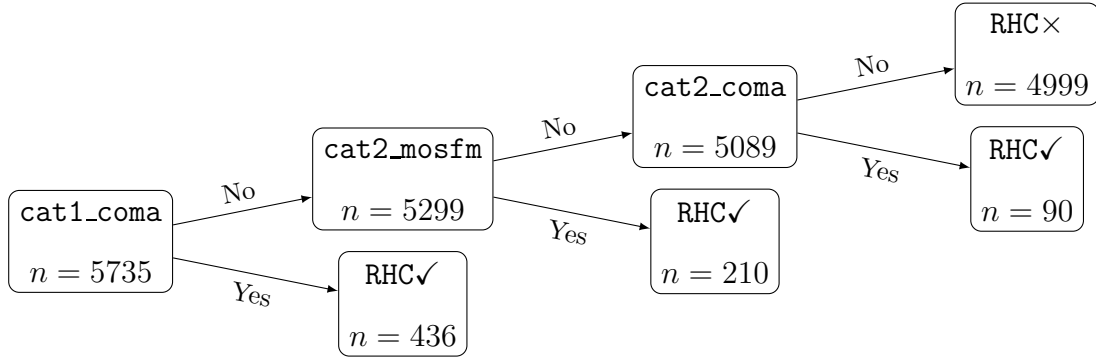 RHC×
n = 4999
No
cat2_coma
n = 5089
Yes
RHC✓
n = 90
No
cat2_mosfm
n = 5299
Yes
RHC✓
n = 210
No
cat1_coma
n = 5735
Yes
RHC✓
n = 436